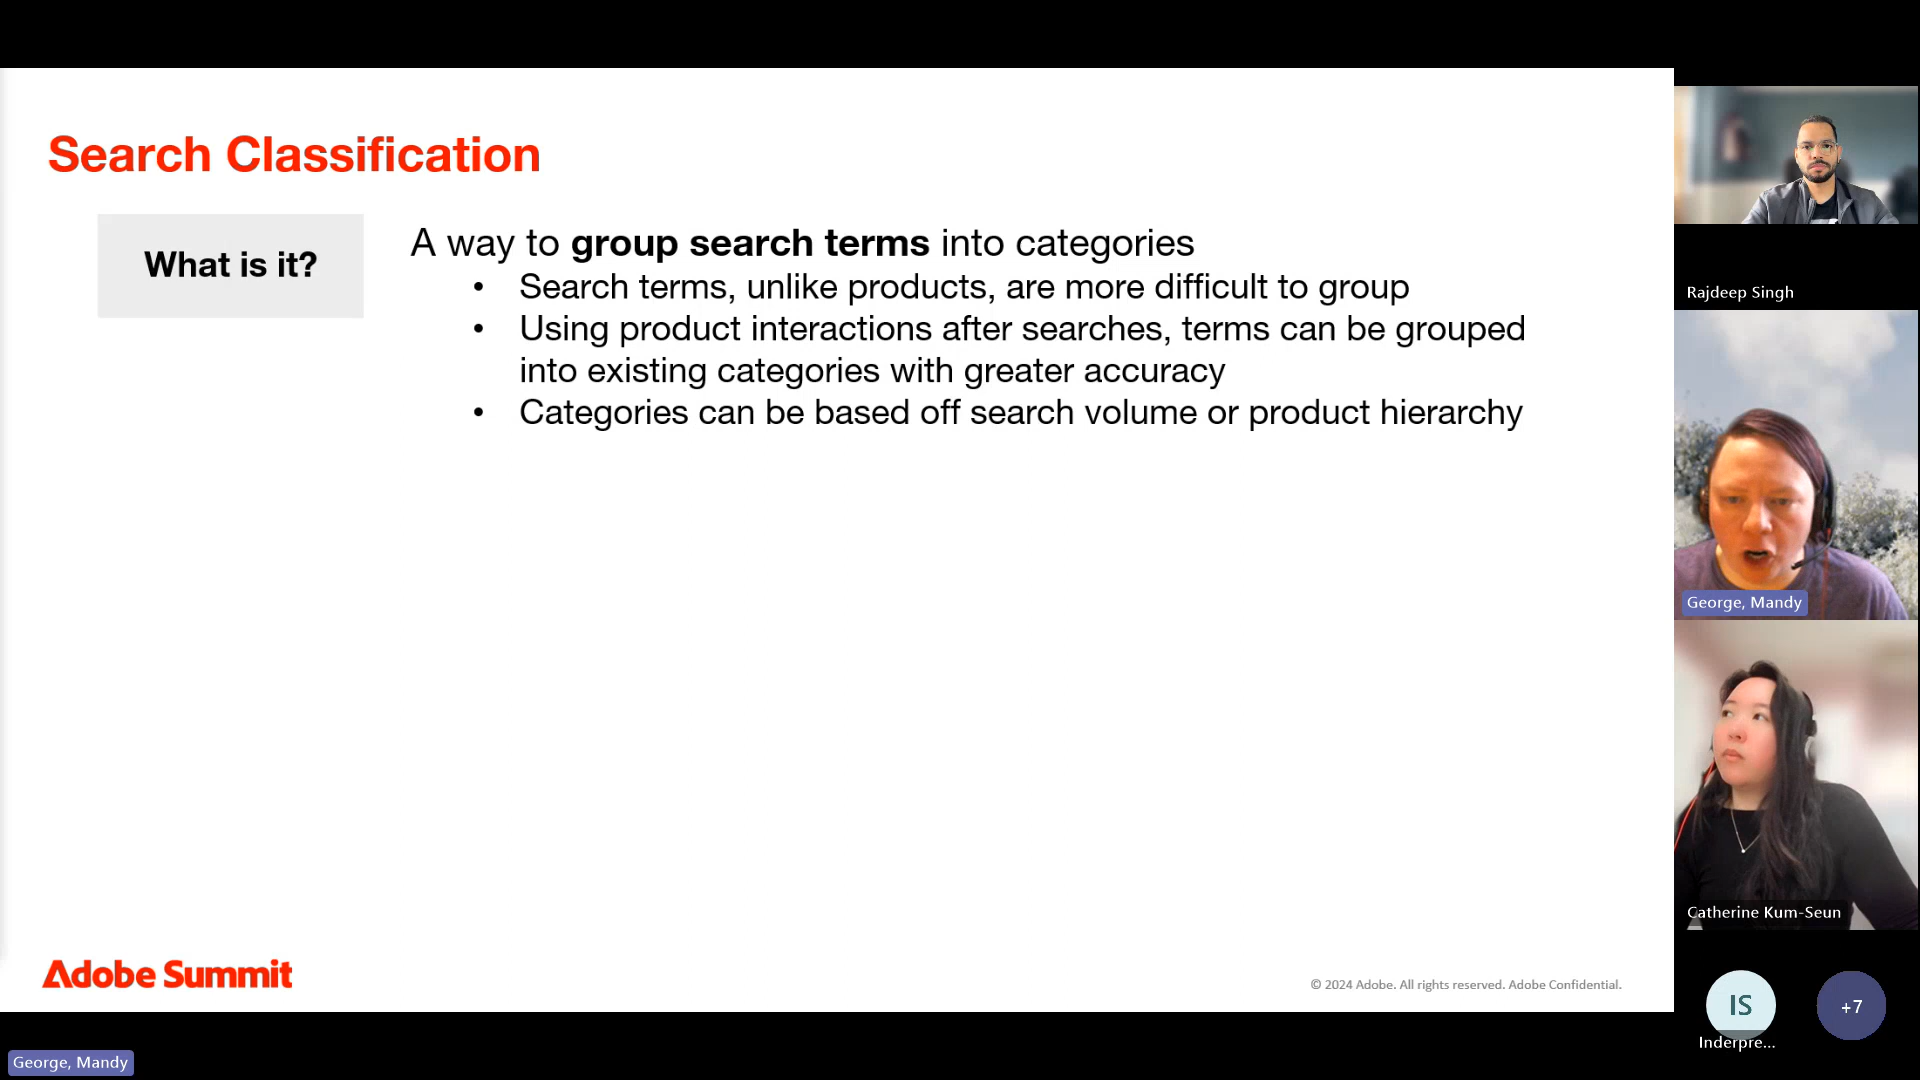 Search Classification
What is it?
A way to group search terms into categories
• Search terms, unlike products, are more difficult to group
• Using product interactions after searches, terms can be grouped
into existing categories with greater accuracy
• Categories can be based off search volume or product hierarchy
Adobe Summit
© 2024 Adobe. All rights reserved. Adobe Confidential.
Rajdeep Singh
George, Mandy
Catherine Kum-Seun
IS
Inderpre...
+7
George, Mandy